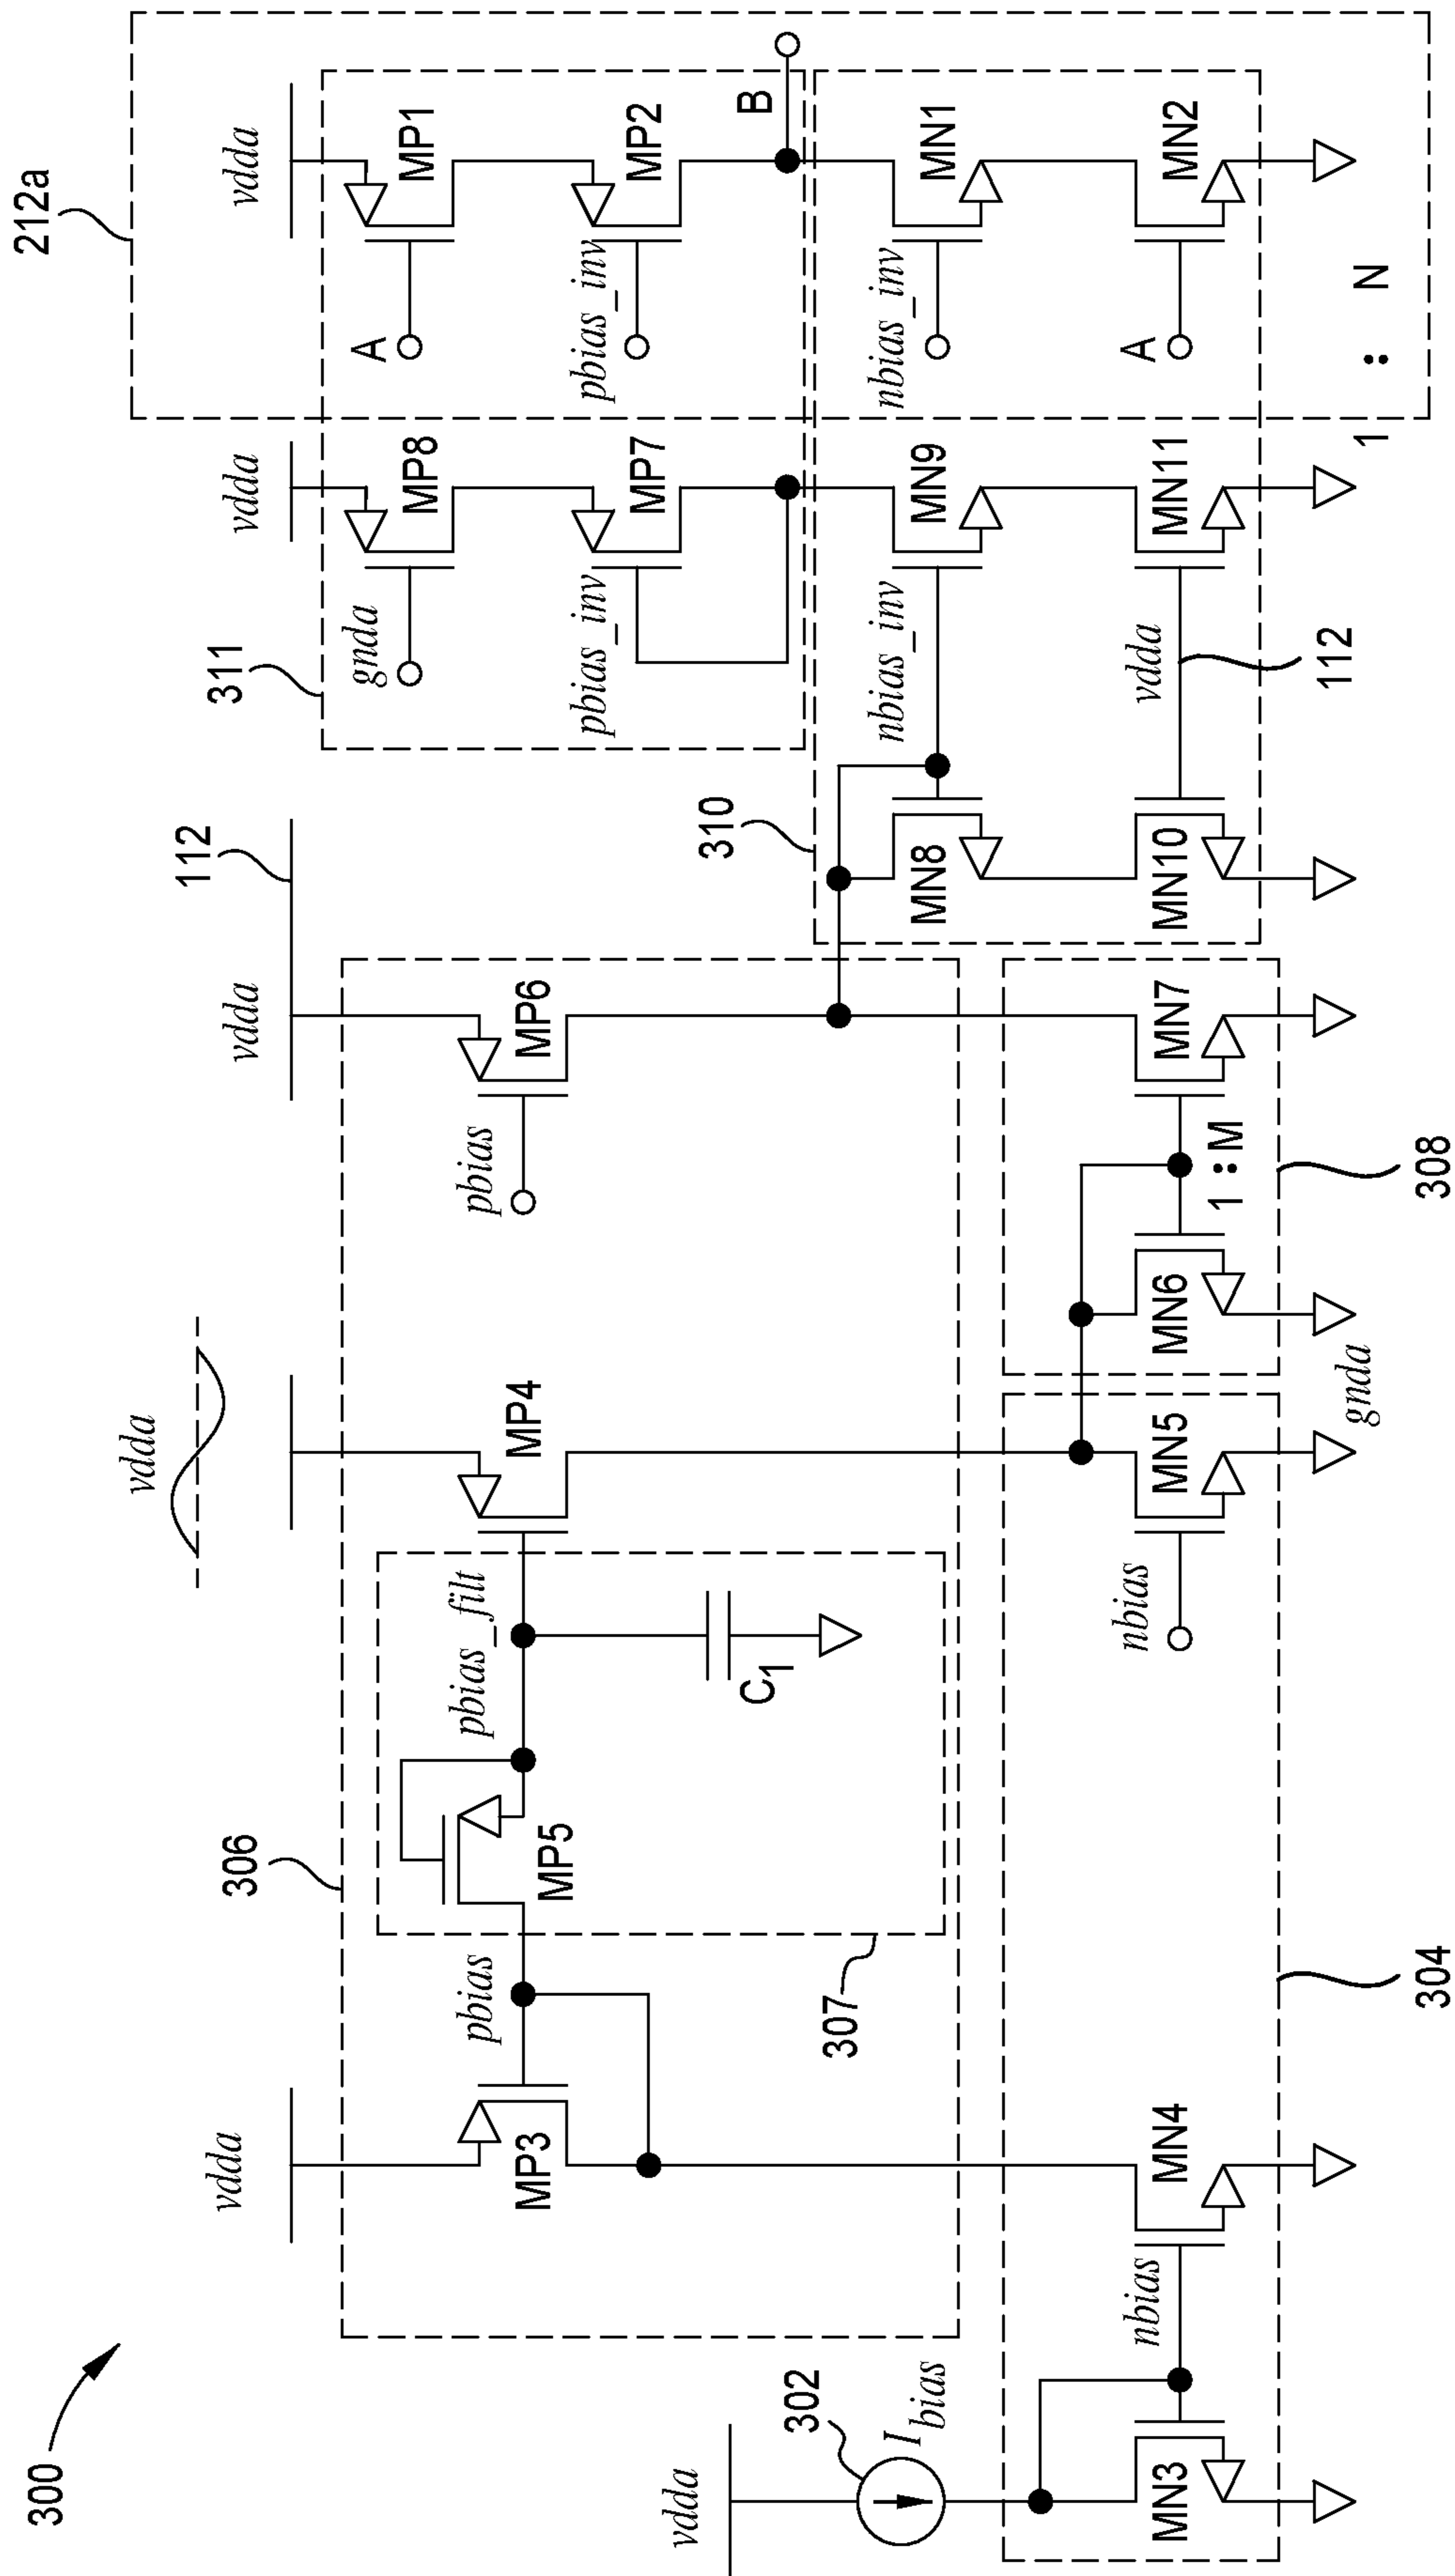 300
vdda
302
I bias
MN3
nbias
MN4
304
vdda
MP3
pbias
306
307
MP5
pbias_filt
C1
vdda
MP4
nbias
MN5
gnda
MN6
1 : M
MN7
308
pbias
MP6
vdda
112
310
MN8
MN10
nbias_inv
vdda
112
MN9
MN11
311
gnda
pbias_inv
vdda
MP8
MP7
1 : N
212a
vdda
A
MP1
pbias_inv
MP2
B
nbias_inv
MN1
A
MN2